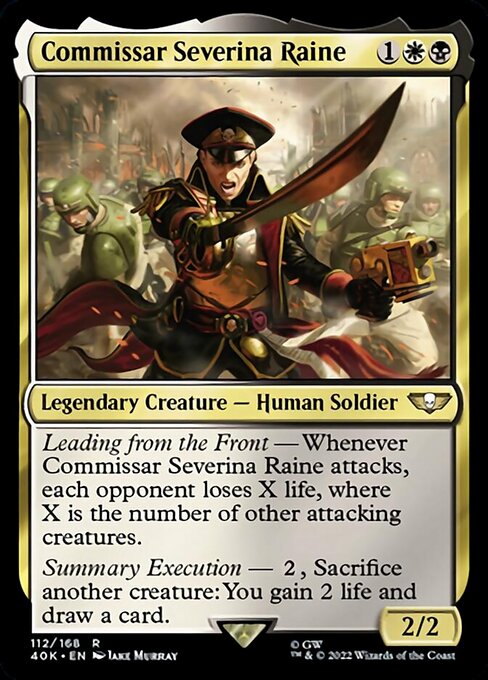 Commissar Severina Raine 1
Legendary Creature — Human Soldier
Leading from the Front — Whenever
Commissar Severina Raine attacks,
each opponent loses X life, where
X is the number of other attacking
creatures.
Summary Execution — 2, Sacrifice
another creature: You gain 2 life and
draw a card.
2/2
112/168 R
40K • EN Jake Murray
© GW
™ & © 2022 Wizards of the Coast